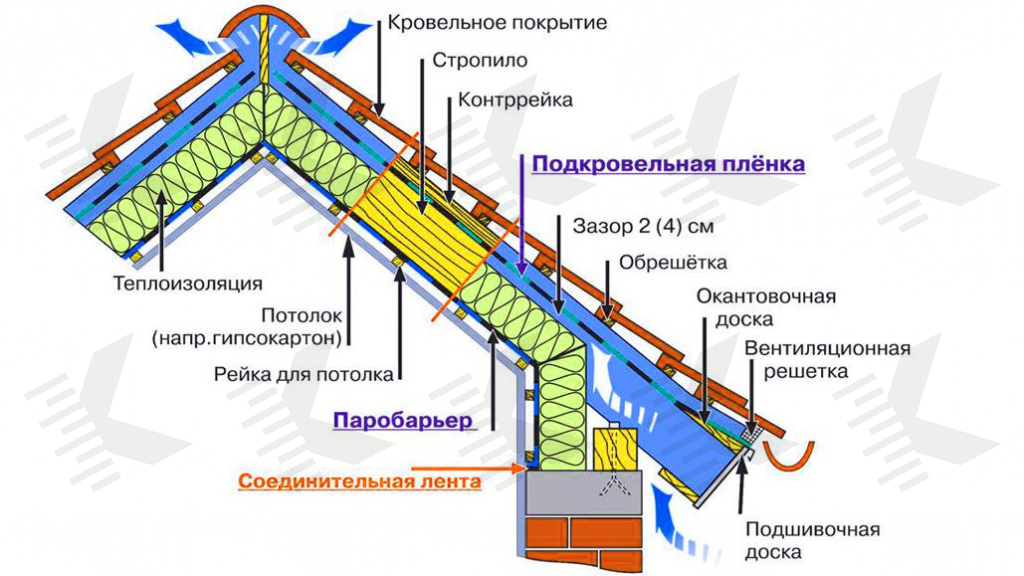 Кровельное покрытие
Стропило
Контррейка
Подкровельная плёнка
Зазор 2 (4) см
Обрешётка
Теплоизоляция
Окантовочная
доска
Потолок
(напр.гипсокартон)
Вентиляционная
решетка
Рейка для потолка
Паробарьер
Соединительная лента
Подшивочная
доска